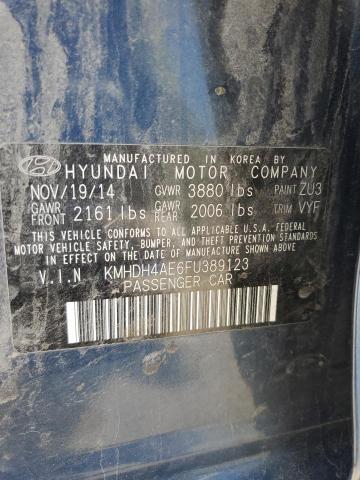 MANUFACTURED IN KOREA BY
HYUNDAI MOTOR COMPANY
NOV/19/14 GVWR 3880 lbs PAINT ZU3
GAWR FRONT 2161 lbs GAWR REAR 2006 lbs TRIM VYF
THIS VEHICLE CONFORMS TO ALL APPLICABLE U.S.A. FEDERAL
MOTOR VEHICLE SAFETY, BUMPER, AND THEFT PREVENTION
STANDARDS IN EFFECT ON THE DATE OF MANUFACTURE SHOWN ABOVE.
V.I.N KMHDH4AE6FU389123
PASSENGER CAR